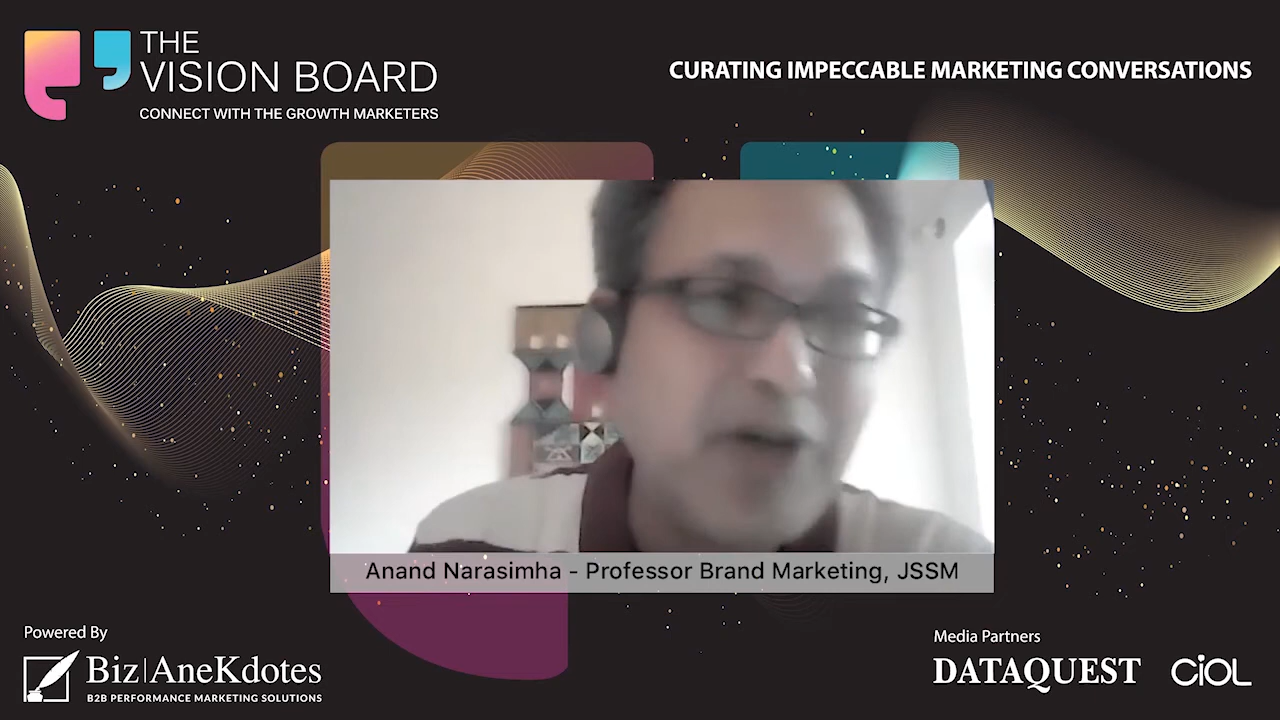 THE
VISION BOARD
CONNECT WITH THE GROWTH MARKETERS
CURATING IMPECCABLE MARKETING CONVERSATIONS
Anand Narasimha - Professor Brand Marketing, JSSM
Powered By
Biz|AneKdotes
B2B PERFORMANCE MARKETING SOLUTIONS
Media Partners
DATAQUEST
CIOL